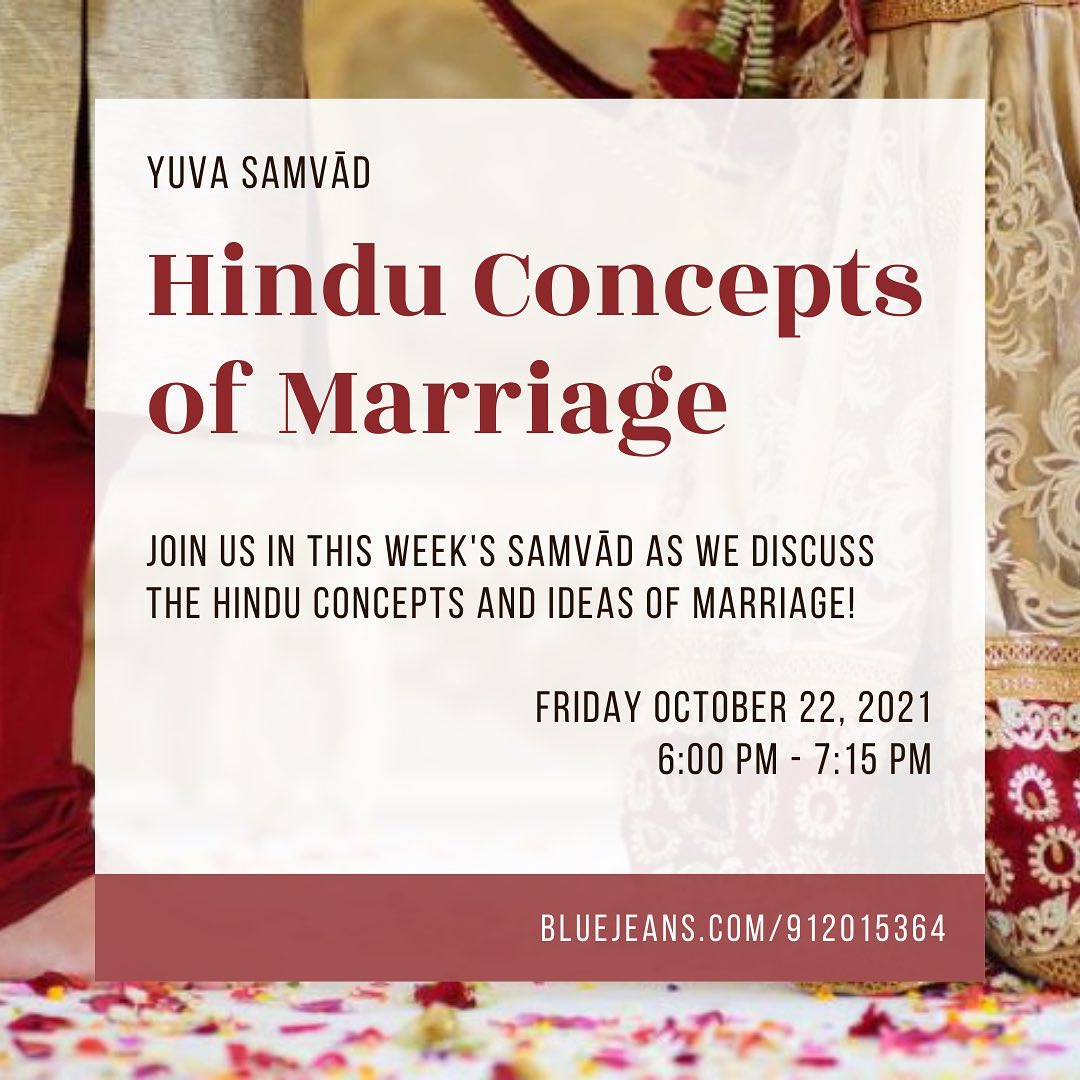 YUVA SAMVĀD
Hindu Concepts
of Marriage
JOIN US IN THIS WEEK'S SAMVĀD AS WE DISCUSS
THE HINDU CONCEPTS AND IDEAS OF MARRIAGE!
FRIDAY OCTOBER 22, 2021
6:00 PM - 7:15 PM
BLUEJEANS.COM/912015364